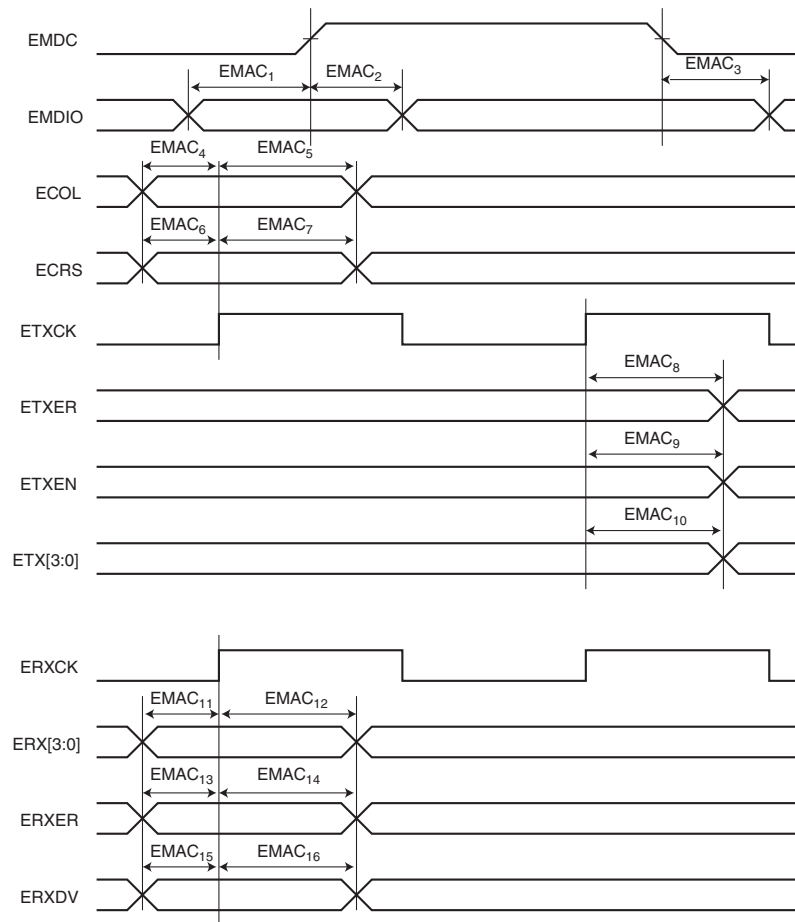 EMDC
EMAC₁ EMAC₂ EMAC₃
EMDIO
EMAC₄ EMAC₅
ECOL
EMAC₆ EMAC₇
ECRS
ETXCK
EMAC₈
ETXER
EMAC₉
ETXEN
EMAC₁₀
ETX[3:0]
ERXCK
EMAC₁₁ EMAC₁₂
ERX[3:0]
EMAC₁₃ EMAC₁₄
ERXER
EMAC₁₅ EMAC₁₆
ERXDV